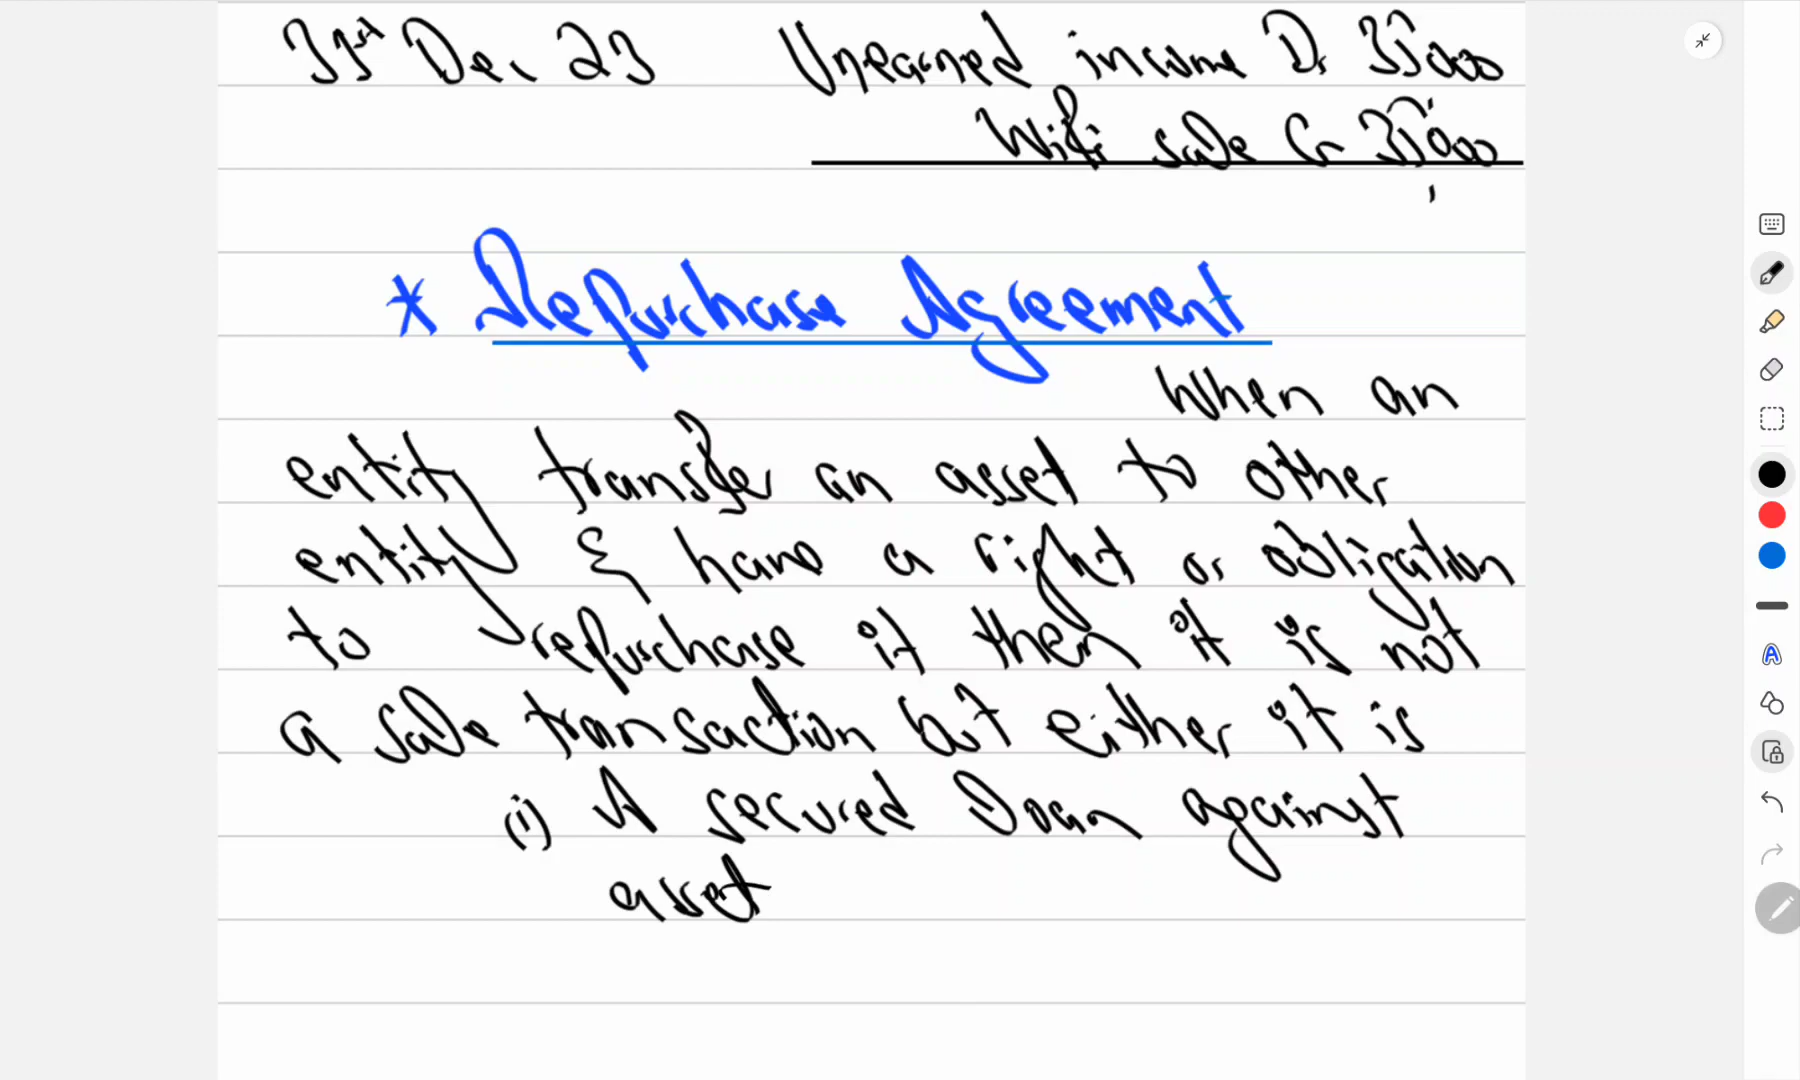 31st Dec 23 Unearned income Dr 35000
Wifi sale Cr 35000
* Repurchase Agreement
When an
entity transfer an asset to other
entity & have a right or obligation
to repurchase it then it is not
a sale transaction but either it is
(i) A secured loan against
asset